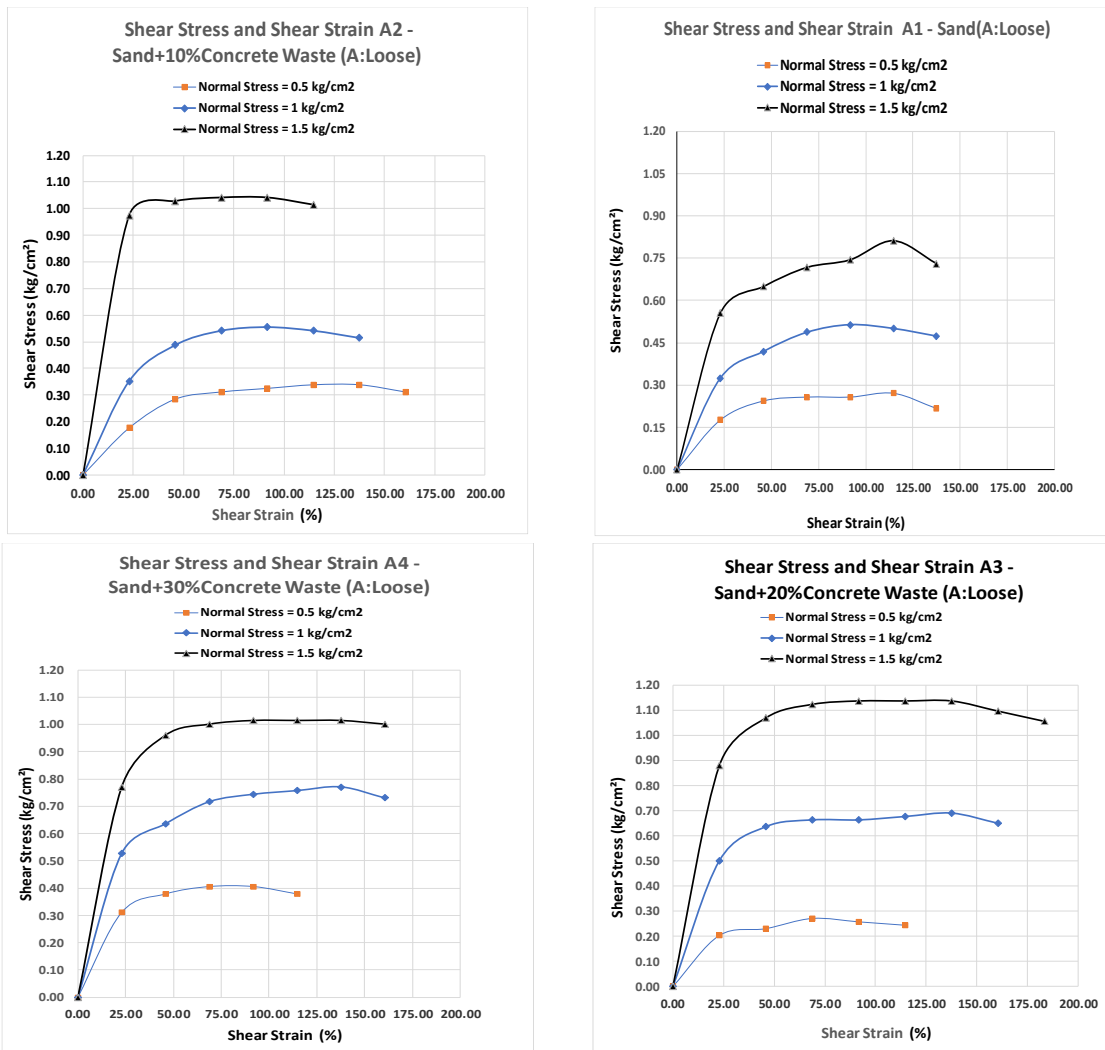 Shear Stress and Shear Strain A2 -
Sand+10%Concrete Waste (A:Loose)
Normal Stress = 0.5 kg/cm2
Normal Stress = 1 kg/cm2
Normal Stress = 1.5 kg/cm2
Shear Stress (kg/cm²)
1.20
1.10
1.00
0.90
0.80
0.70
0.60
0.50
0.40
0.30
0.20
0.10
0.00
0.00 25.00 50.00 75.00 100.00 125.00 150.00 175.00 200.00
Shear Strain (%)
Shear Stress and Shear Strain A1 - Sand(A:Loose)
Normal Stress = 0.5 kg/cm2
Normal Stress = 1 kg/cm2
Normal Stress = 1.5 kg/cm2
Shear Stress (kg/cm²)
1.20
1.05
0.90
0.75
0.60
0.45
0.30
0.15
0.00
0.00 25.00 50.00 75.00 100.00 125.00 150.00 175.00 200.00
Shear Strain (%)
Shear Stress and Shear Strain A4 -
Sand+30%Concrete Waste (A:Loose)
Normal Stress = 0.5 kg/cm2
Normal Stress = 1 kg/cm2
Normal Stress = 1.5 kg/cm2
Shear Stress (kg/cm²)
1.20
1.10
1.00
0.90
0.80
0.70
0.60
0.50
0.40
0.30
0.20
0.10
0.00
0.00 25.00 50.00 75.00 100.00 125.00 150.00 175.00 200.00
Shear Strain (%)
Shear Stress and Shear Strain A3 -
Sand+20%Concrete Waste (A:Loose)
Normal Stress = 0.5 kg/cm2
Normal Stress = 1 kg/cm2
Normal Stress = 1.5 kg/cm2
Shear Stress (kg/cm²)
1.20
1.10
1.00
0.90
0.80
0.70
0.60
0.50
0.40
0.30
0.20
0.10
0.00
0.00 25.00 50.00 75.00 100.00 125.00 150.00 175.00 200.00
Shear Strain (%)